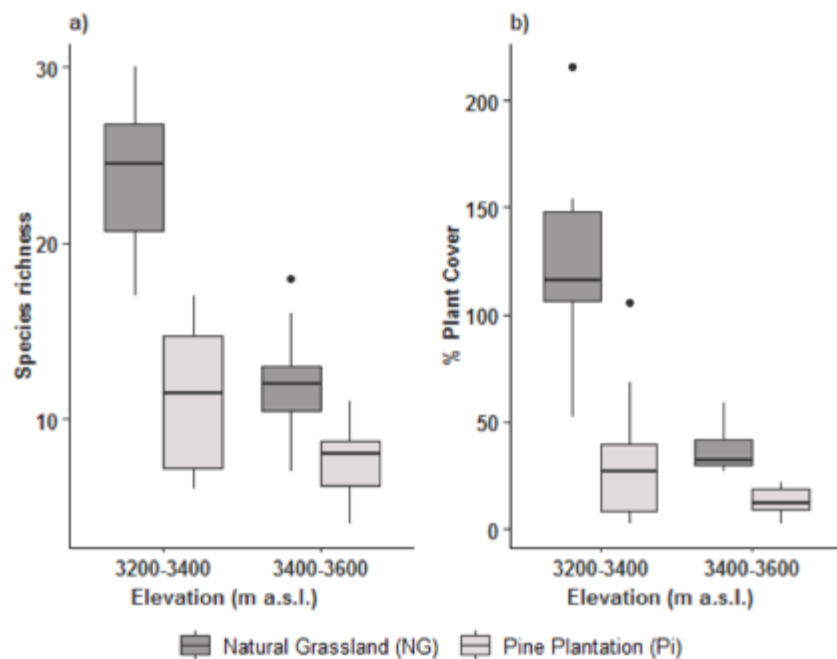 a)
30
20
10
Species richness
3200-3400 3400-3600
Elevation (m a.s.l.)
b)
200
150
100
50
0
% Plant Cover
3200-3400 3400-3600
Elevation (m a.s.l.)
Natural Grassland (NG) Pine Plantation (Pi)